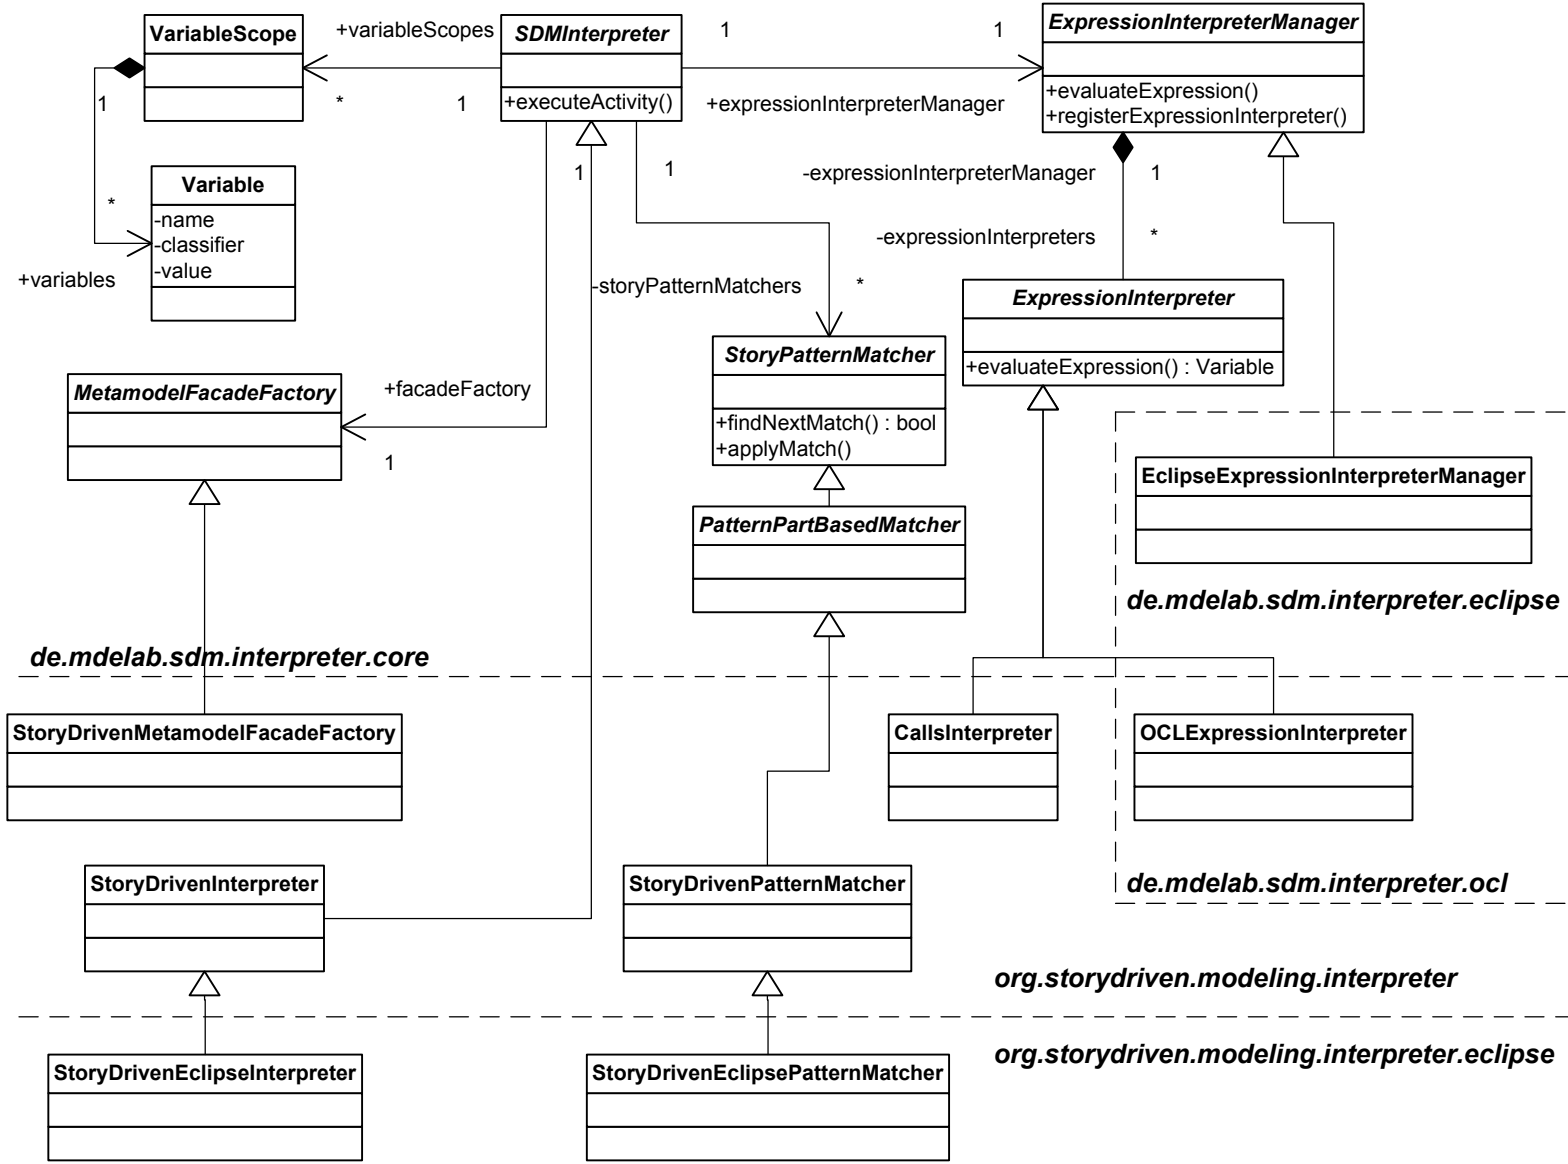 VariableScope
+variableScopes
SDMInterpreter
1
1
ExpressionInterpreterManager
+evaluateExpression()
+registerExpressionInterpreter()
1
*
1
+executeActivity()
+expressionInterpreterManager
Variable
-name
-classifier
-value
*
+variables
1
1
-expressionInterpreterManager
1
-expressionInterpreters
*
-storyPatternMatchers
*
ExpressionInterpreter
+evaluateExpression() : Variable
StoryPatternMatcher
+findNextMatch() : bool
+applyMatch()
MetamodelFacadeFactory
+facadeFactory
1
EclipseExpressionInterpreterManager
PatternPartBasedMatcher
de.mdelab.sdm.interpreter.eclipse
de.mdelab.sdm.interpreter.core
StoryDrivenMetamodelFacadeFactory
CallsInterpreter
OCLExpressionInterpreter
StoryDrivenInterpreter
StoryDrivenPatternMatcher
de.mdelab.sdm.interpreter.ocl
org.storydriven.modeling.interpreter
org.storydriven.modeling.interpreter.eclipse
StoryDrivenEclipseInterpreter
StoryDrivenEclipsePatternMatcher